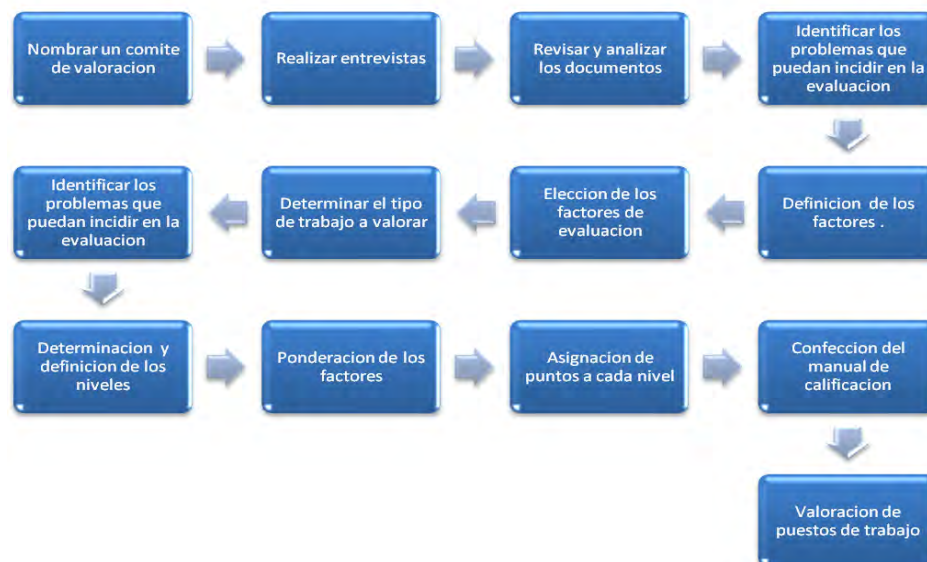 Nombrar un comite
de valoracion
Realizar entrevistas
Revisar y analizar
los documentos
Identificar los
problemas que
puedan incidir en la
evaluacion
Definicion de los
factores .
Eleccion de los
factores de
evaluacion
Determinar el tipo
de trabajo a valorar
Identificar los
problemas que
puedan incidir en la
evaluacion
Determinacion y
definicion de los
niveles
Ponderacion de los
factores
Asignacion de
puntos a cada nivel
Confeccion del
manual de
calificacion
Valoracion de
puestos de trabajo